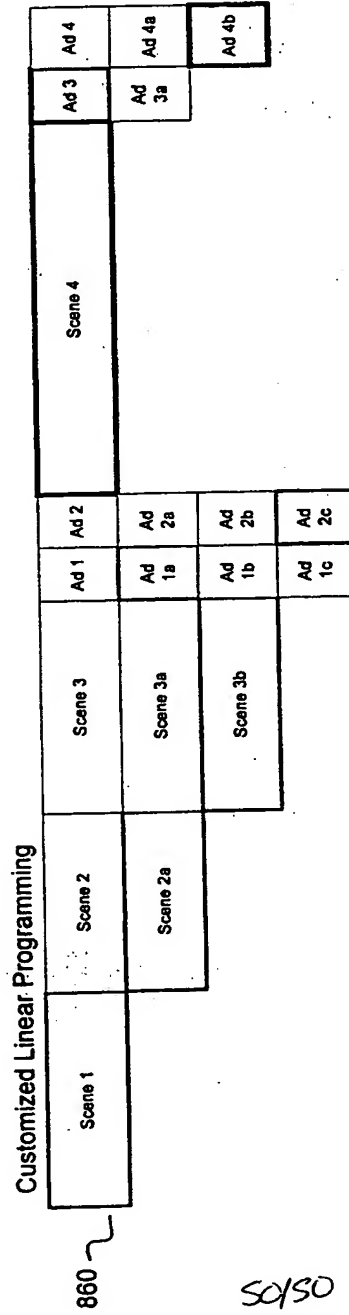 Customized Linear Programming
860
Scene 1
Scene 2
Scene 3
Ad 1
Ad 2
Scene 4
Ad 3
Ad 4
Scene 2a
Scene 3a
Ad
1a
Ad
2a
Ad
3a
Ad 4a
Scene 3b
Ad
1b
Ad
2b
Ad 4b
Ad
1c
Ad
2c
50/50